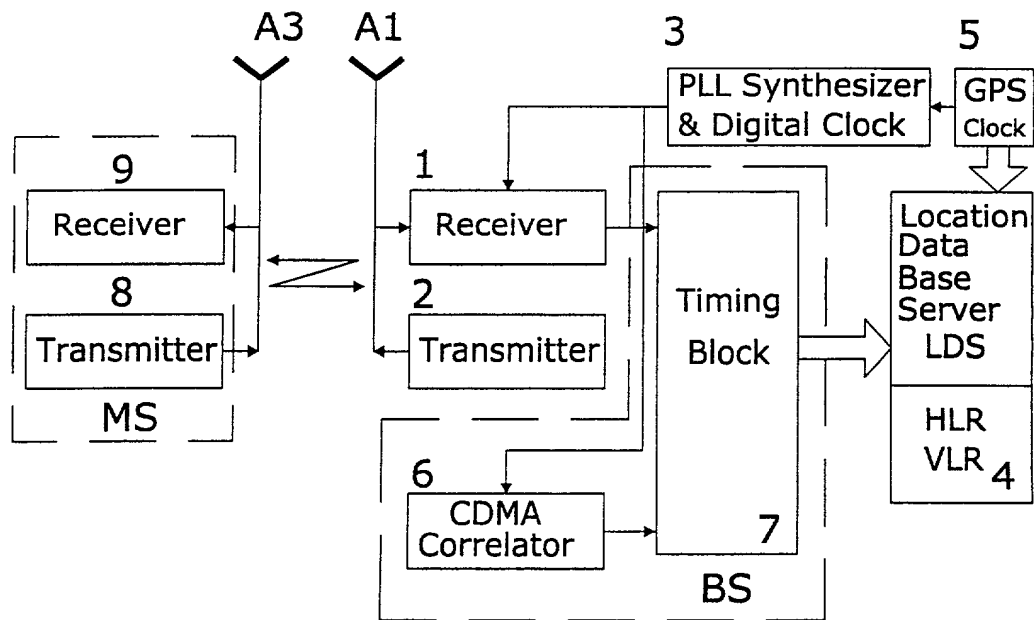 A3
A1
3
5
PLL Synthesizer
& Digital Clock
GPS
Clock
9
1
Receiver
Receiver
8
2
Transmitter
Transmitter
MS
Timing
Block
Location
Data
Base
Server
LDS
HLR
VLR
4
6
CDMA
Correlator
7
BS